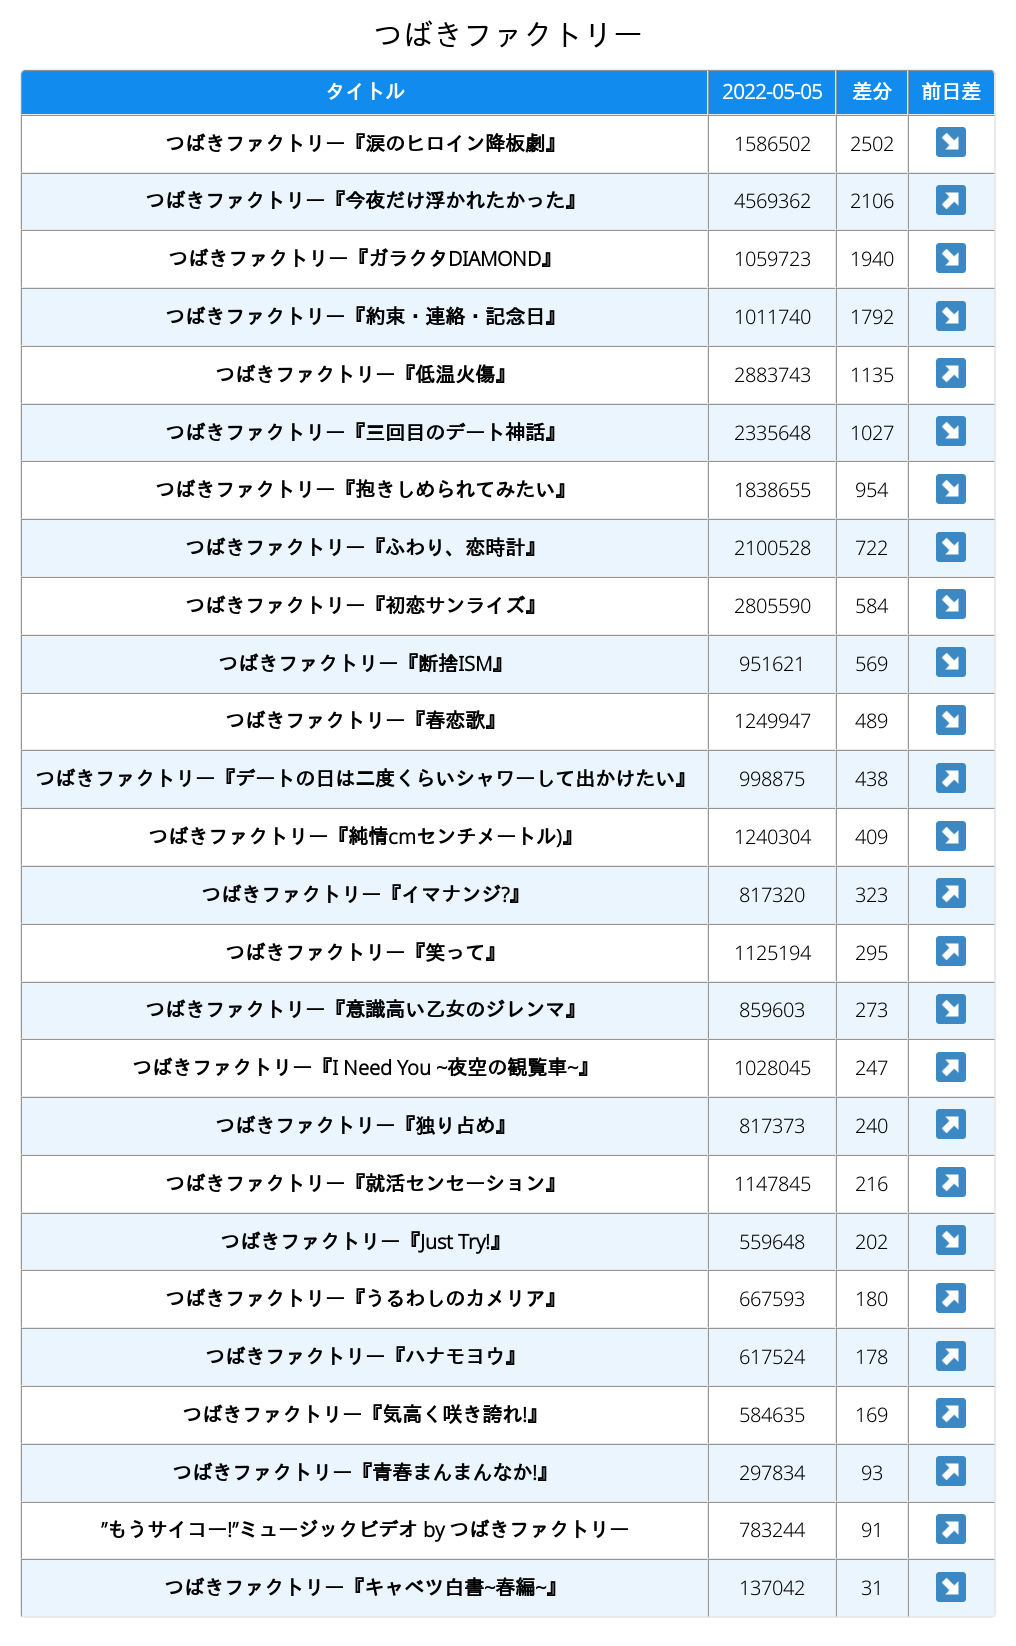 つばきファクトリー
タイトル 2022-05-05 差分 前日差
つばきファクトリー『涙のヒロイン降板劇』 1586502 2502 ↘
つばきファクトリー『今夜だけ浮かれたかった』 4569362 2106 ↗
つばきファクトリー『ガラクタDIAMOND』 1059723 1940 ↘
つばきファクトリー『約束・連絡・記念日』 1011740 1792 ↘
つばきファクトリー『低温火傷』 2883743 1135 ↗
つばきファクトリー『三回目のデート神話』 2335648 1027 ↘
つばきファクトリー『抱きしめられてみたい』 1838655 954 ↘
つばきファクトリー『ふわり、恋時計』 2100528 722 ↘
つばきファクトリー『初恋サンライズ』 2805590 584 ↘
つばきファクトリー『断捨ISM』 951621 569 ↘
つばきファクトリー『春恋歌』 1249947 489 ↘
つばきファクトリー『デートの日は二度くらいシャワーして出かけたい』 998875 438 ↗
つばきファクトリー『純情cmセンチメートル)』 1240304 409 ↘
つばきファクトリー『イマナンジ?』 817320 323 ↗
つばきファクトリー『笑って』 1125194 295 ↗
つばきファクトリー『意識高い乙女のジレンマ』 859603 273 ↘
つばきファクトリー『I Need You ~夜空の観覧車~』 1028045 247 ↗
つばきファクトリー『独り占め』 817373 240 ↗
つばきファクトリー『就活センセーション』 1147845 216 ↗
つばきファクトリー『Just Try!』 559648 202 ↘
つばきファクトリー『うるわしのカメリア』 667593 180 ↗
つばきファクトリー『ハナモヨウ』 617524 178 ↗
つばきファクトリー『気高く咲き誇れ!』 584635 169 ↗
つばきファクトリー『青春まんまんなか!』 297834 93 ↗
”もうサイコー!”ミュージックビデオ by つばきファクトリー 783244 91 ↗
つばきファクトリー『キャベツ白書~春編~』 137042 31 ↘